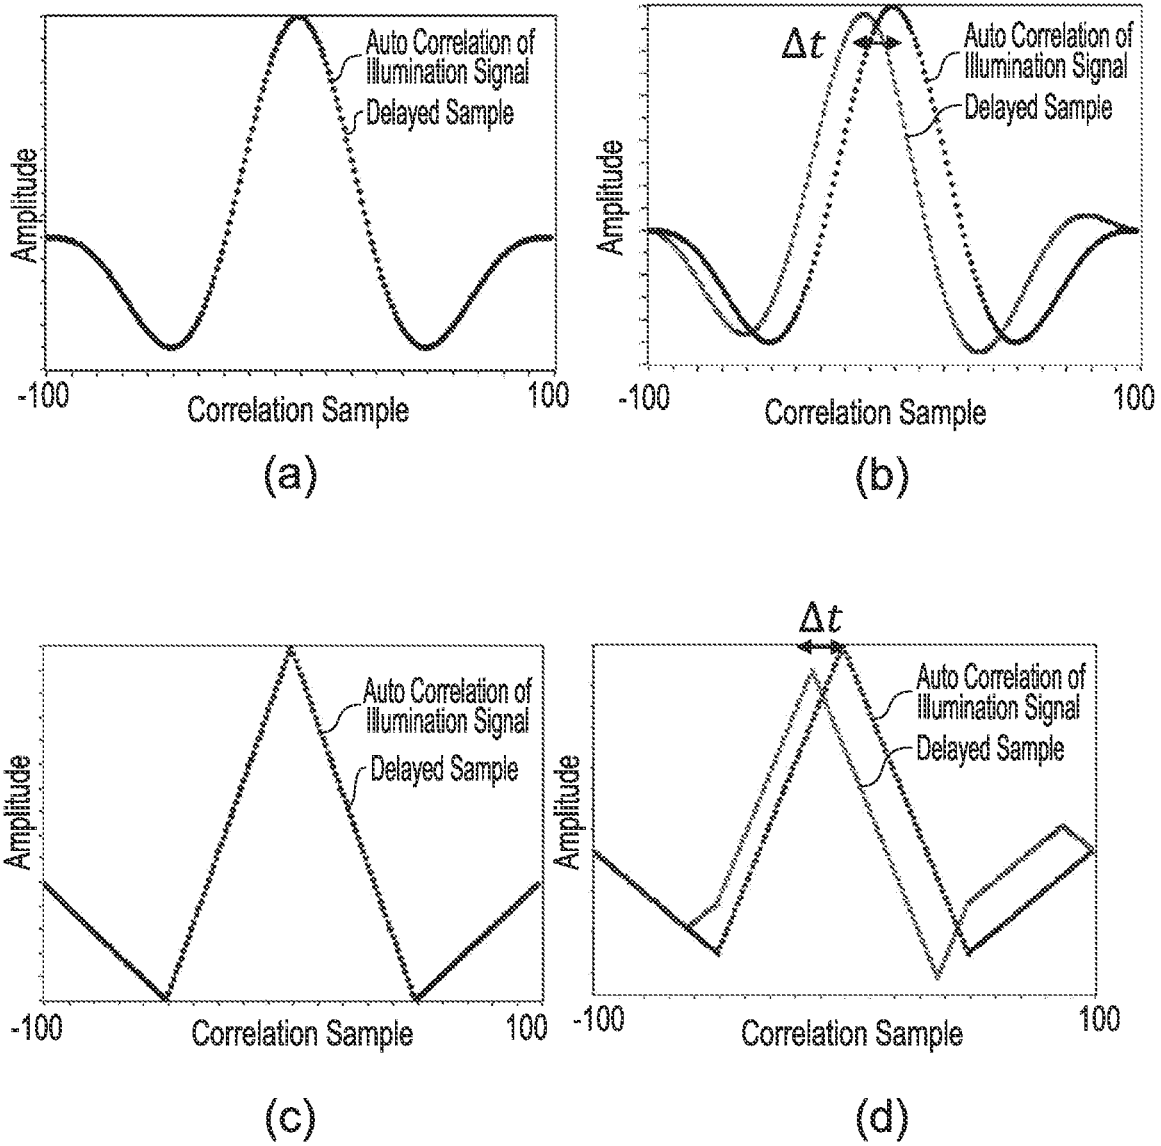 Auto Correlation of
Illumination Signal
Delayed Sample
Amplitude
-100
100
Correlation Sample
(a)
Δt
Auto Correlation of
Illumination Signal
Delayed Sample
Amplitude
-100
100
Correlation Sample
(b)
Auto Correlation of
Illumination Signal
Delayed Sample
Amplitude
-100
100
Correlation Sample
(c)
Δt
Auto Correlation of
Illumination Signal
Delayed Sample
Amplitude
-100
100
Correlation Sample
(d)